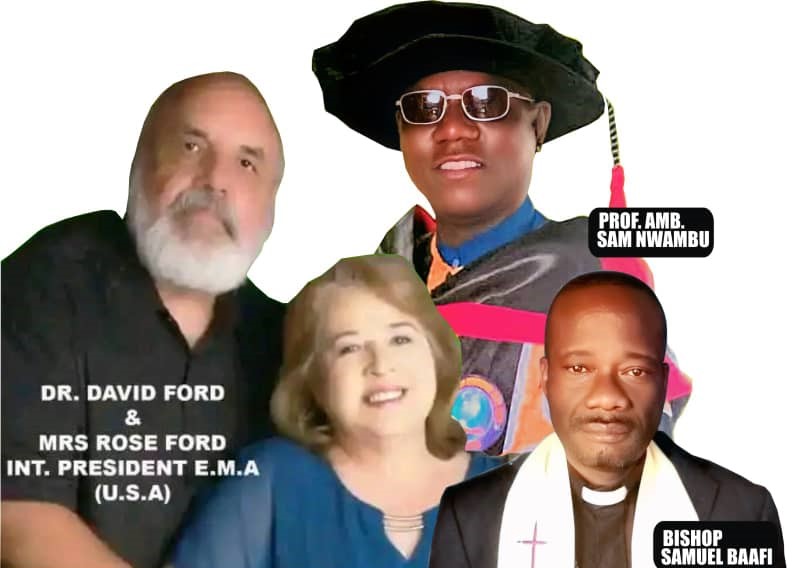 PROF. AMB.
SAM NWAMBU
DR. DAVID FORD
&
MRS ROSE FORD
INT. PRESIDENT E.M.A
(U.S.A)
BISHOP
SAMUEL BAAFI